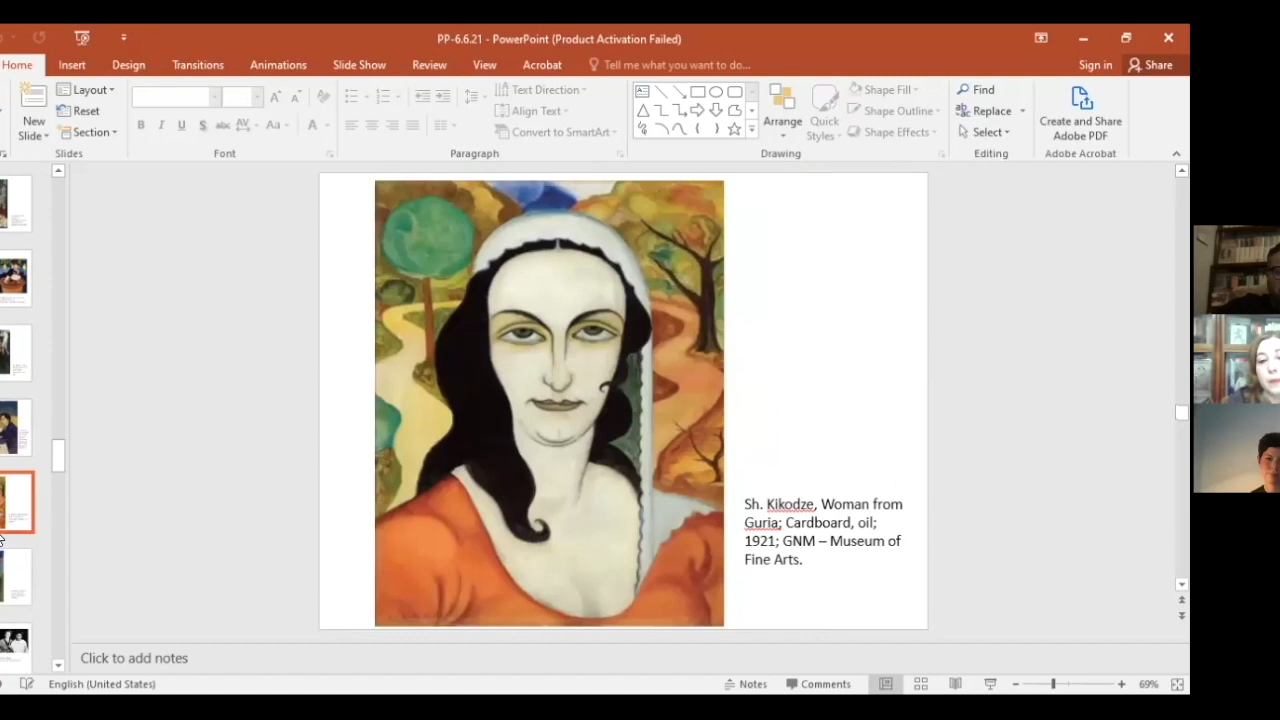 PP-6.6.21 - PowerPoint (Product Activation Failed)
Home Insert Design Transitions Animations Slide Show Review View Acrobat Tell me what you want to do... Sign in Share
New Slide
Layout
Reset
Section
B I U S abc AV Aa A
Text Direction
Align Text
Convert to SmartArt
Arrange
Quick Styles
Shape Fill
Shape Outline
Shape Effects
Find
Replace
Select
Create and Share
Adobe PDF
Slides Font Paragraph Drawing Editing Adobe Acrobat
Sh. Kikodze, Woman from
Guria; Cardboard, oil;
1921; GNM – Museum of
Fine Arts.
Click to add notes
English (United States) Notes Comments 69%